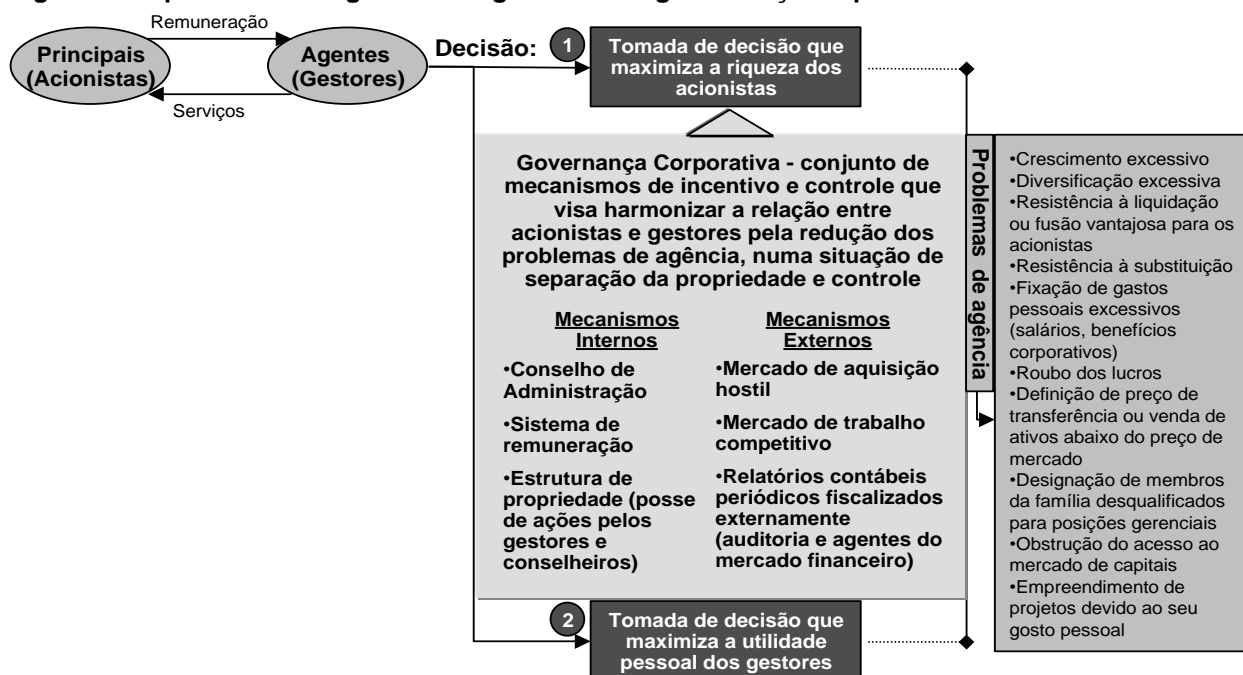 Remuneração
Principais
(Acionistas)
Agentes
(Gestores)
Serviços
Decisão:
1
Tomada de decisão que
maximiza a riqueza dos
acionistas
Governança Corporativa - conjunto de
mecanismos de incentivo e controle que
visa harmonizar a relação entre
acionistas e gestores pela redução dos
problemas de agência, numa situação de
separação da propriedade e controle
Mecanismos
Internos
•Conselho de
Administração
•Sistema de
remuneração
•Estrutura de
propriedade (posse
de ações pelos
gestores e
conselheiros)
Mecanismos
Externos
•Mercado de aquisição
hostil
•Mercado de trabalho
competitivo
•Relatórios contábeis
periódicos fiscalizados
externamente
(auditoria e agentes do
mercado financeiro)
2
Tomada de decisão que
maximiza a utilidade
pessoal dos gestores
Problemas de agência
•Crescimento excessivo
•Diversificação excessiva
•Resistência à liquidação
ou fusão vantajosa para os
acionistas
•Resistência à substituição
•Fixação de gastos
pessoais excessivos
(salários, benefícios
corporativos)
•Roubo dos lucros
•Definição de preço de
transferência ou venda de
ativos abaixo do preço de
mercado
•Designação de membros
da família desqualificados
para posições gerenciais
•Obstrução do acesso ao
mercado de capitais
•Empreendimento de
projetos devido ao seu
gosto pessoal